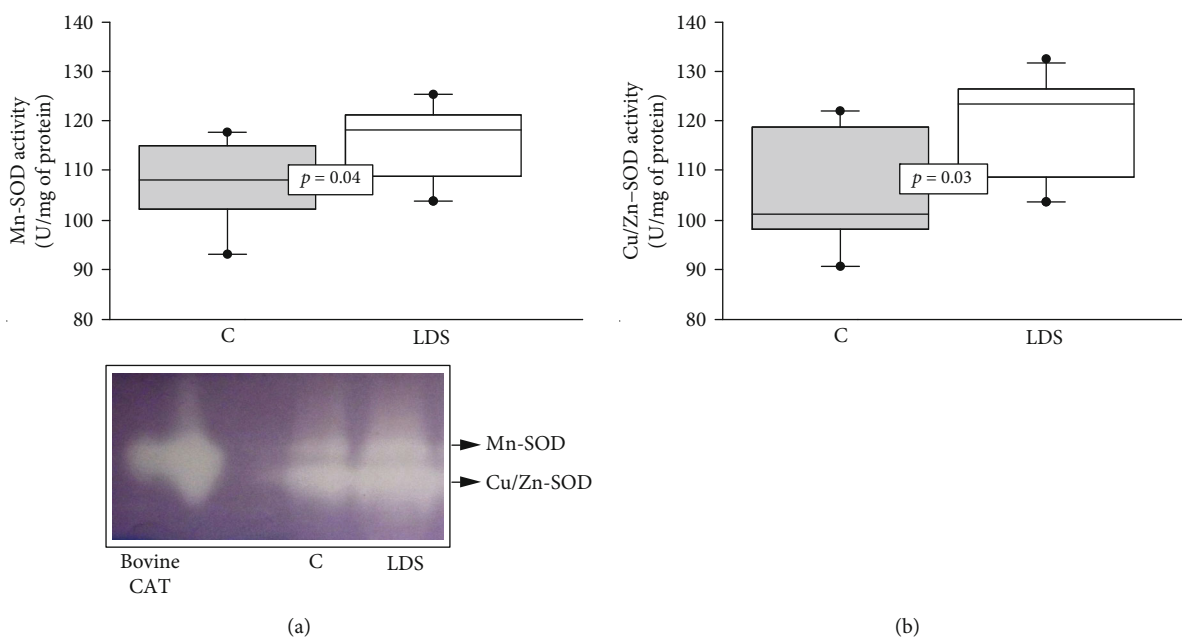 140
130
120
110
100
90
80
Mn-SOD activity
(U/mg of protein)
p = 0.04
C
LDS
Mn-SOD
Cu/Zn-SOD
Bovine
CAT
C
LDS
(a)
140
130
120
110
100
90
80
Cu/Zn–SOD activity
(U/mg of protein)
p = 0.03
C
LDS
(b)